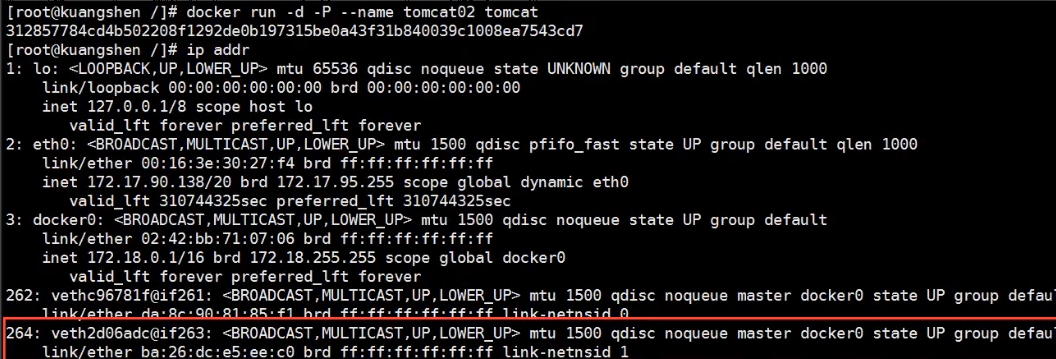 [root@kuangshen /]# docker run -d -P --name tomcat02 tomcat
312857784cd4b502208f1292de0b197315be0a43f31b840039c1008ea7543cd7
[root@kuangshen /]# ip addr
1: lo: <LOOPBACK,UP,LOWER_UP> mtu 65536 qdisc noqueue state UNKNOWN group default qlen 1000
    link/loopback 00:00:00:00:00:00 brd 00:00:00:00:00:00
    inet 127.0.0.1/8 scope host lo
       valid_lft forever preferred_lft forever
2: eth0: <BROADCAST,MULTICAST,UP,LOWER_UP> mtu 1500 qdisc pfifo_fast state UP group default qlen 1000
    link/ether 00:16:3e:30:27:f4 brd ff:ff:ff:ff:ff:ff
    inet 172.17.90.138/20 brd 172.17.95.255 scope global dynamic eth0
       valid_lft 310744325sec preferred_lft 310744325sec
3: docker0: <BROADCAST,MULTICAST,UP,LOWER_UP> mtu 1500 qdisc noqueue state UP group default
    link/ether 02:42:bb:71:07:06 brd ff:ff:ff:ff:ff:ff
    inet 172.18.0.1/16 brd 172.18.255.255 scope global docker0
       valid_lft forever preferred_lft forever
262: vethc96781f@if261: <BROADCAST,MULTICAST,UP,LOWER_UP> mtu 1500 qdisc noqueue master docker0 state UP group defau
    link/ether da:8c:90:81:85:f1 brd ff:ff:ff:ff:ff:ff link-netnsid 0
264: veth2d06adc@if263: <BROADCAST,MULTICAST,UP,LOWER_UP> mtu 1500 qdisc noqueue master docker0 state UP group defau
    link/ether ba:26:dc:e5:ee:c0 brd ff:ff:ff:ff:ff:ff link-netnsid 1